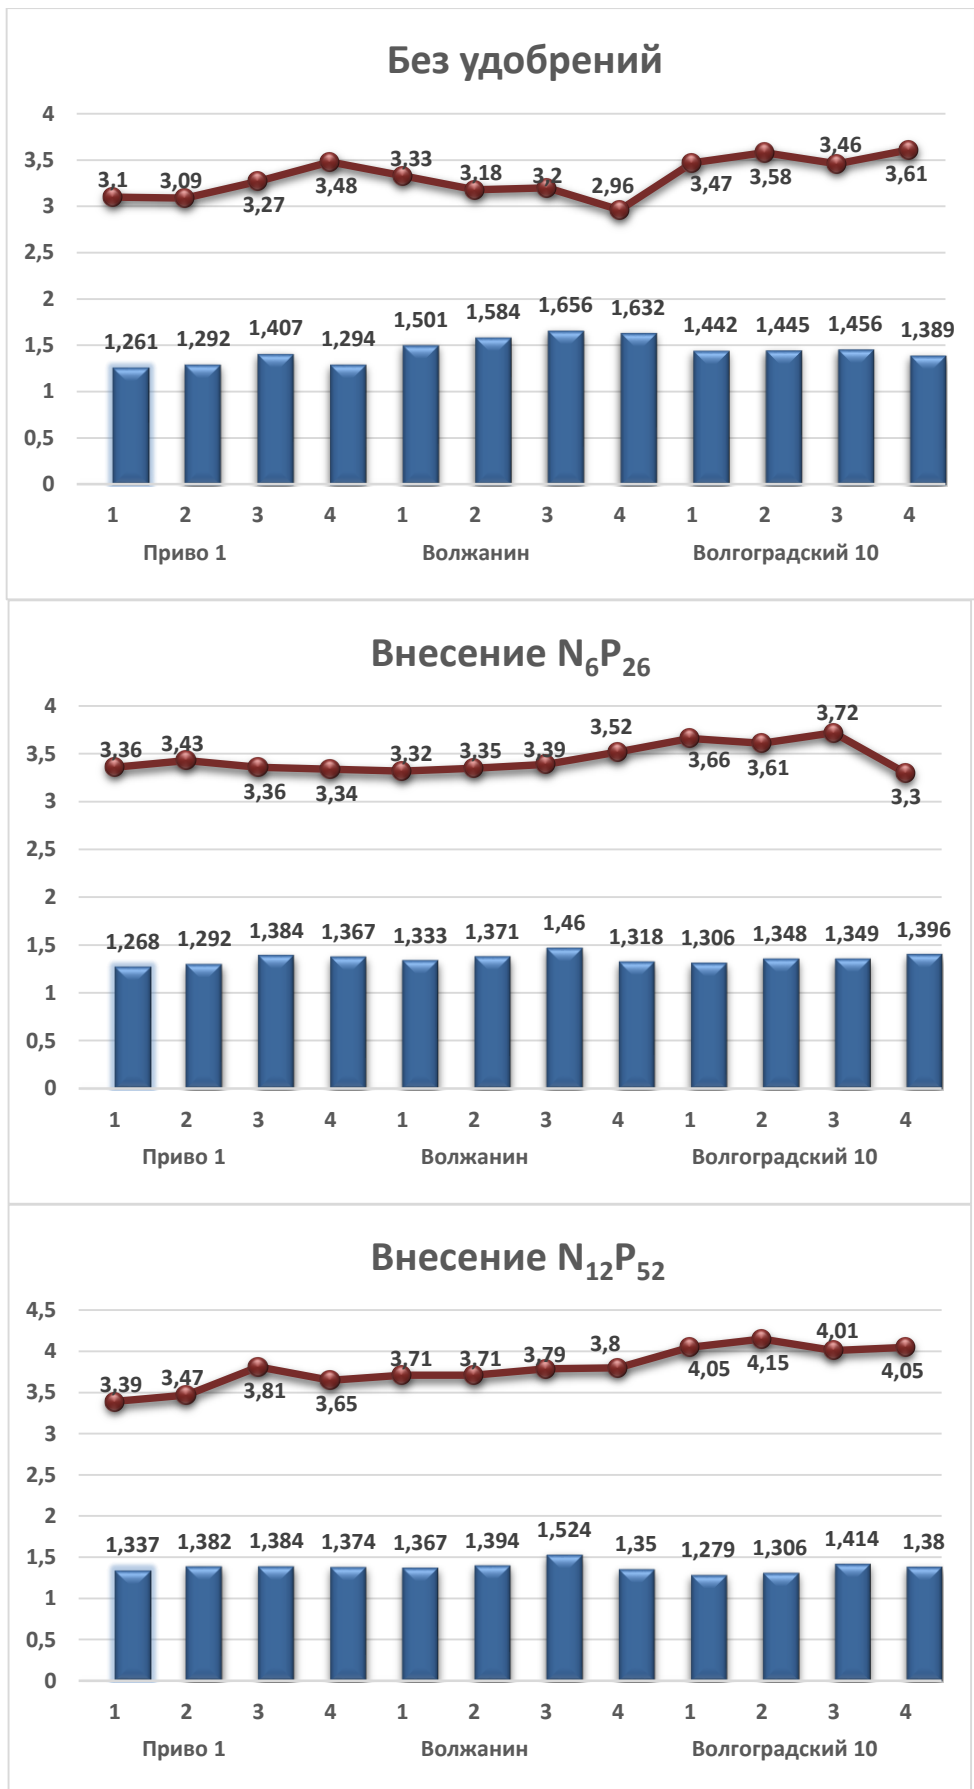 Без удобрений
4
3,5
3
2,5
2
1,5
1
0,5
0
3,1 3,09 3,27 3,48 3,33 3,18 3,2 2,96 3,47 3,58 3,46 3,61
1,261 1,292 1,407 1,294 1,501 1,584 1,656 1,632 1,442 1,445 1,456 1,389
1 2 3 4 1 2 3 4 1 2 3 4
Приво 1 Волжанин Волгоградский 10
Внесение N₆P₂₆
4
3,5
3
2,5
2
1,5
1
0,5
0
3,36 3,43 3,36 3,34 3,32 3,35 3,39 3,52 3,66 3,61 3,72 3,3
1,268 1,292 1,384 1,367 1,333 1,371 1,46 1,318 1,306 1,348 1,349 1,396
1 2 3 4 1 2 3 4 1 2 3 4
Приво 1 Волжанин Волгоградский 10
Внесение N₁₂P₅₂
4,5
4
3,5
3
2,5
2
1,5
1
0,5
0
3,39 3,47 3,81 3,65 3,71 3,71 3,79 3,8 4,05 4,15 4,01 4,05
1,337 1,382 1,384 1,374 1,367 1,394 1,524 1,35 1,279 1,306 1,414 1,38
1 2 3 4 1 2 3 4 1 2 3 4
Приво 1 Волжанин Волгоградский 10